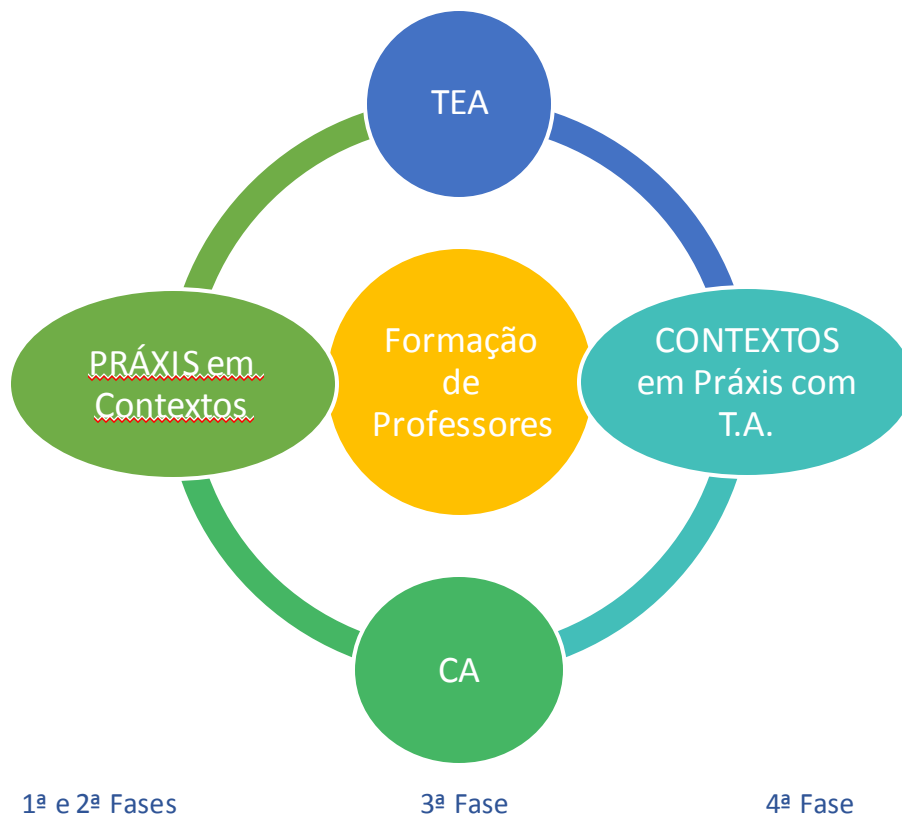 TEA
PRÁXIS em
Contextos
Formação
de
Professores
CONTEXTOS
em Práxis com
T.A.
CA
1ª e 2ª Fases
3ª Fase
4ª Fase